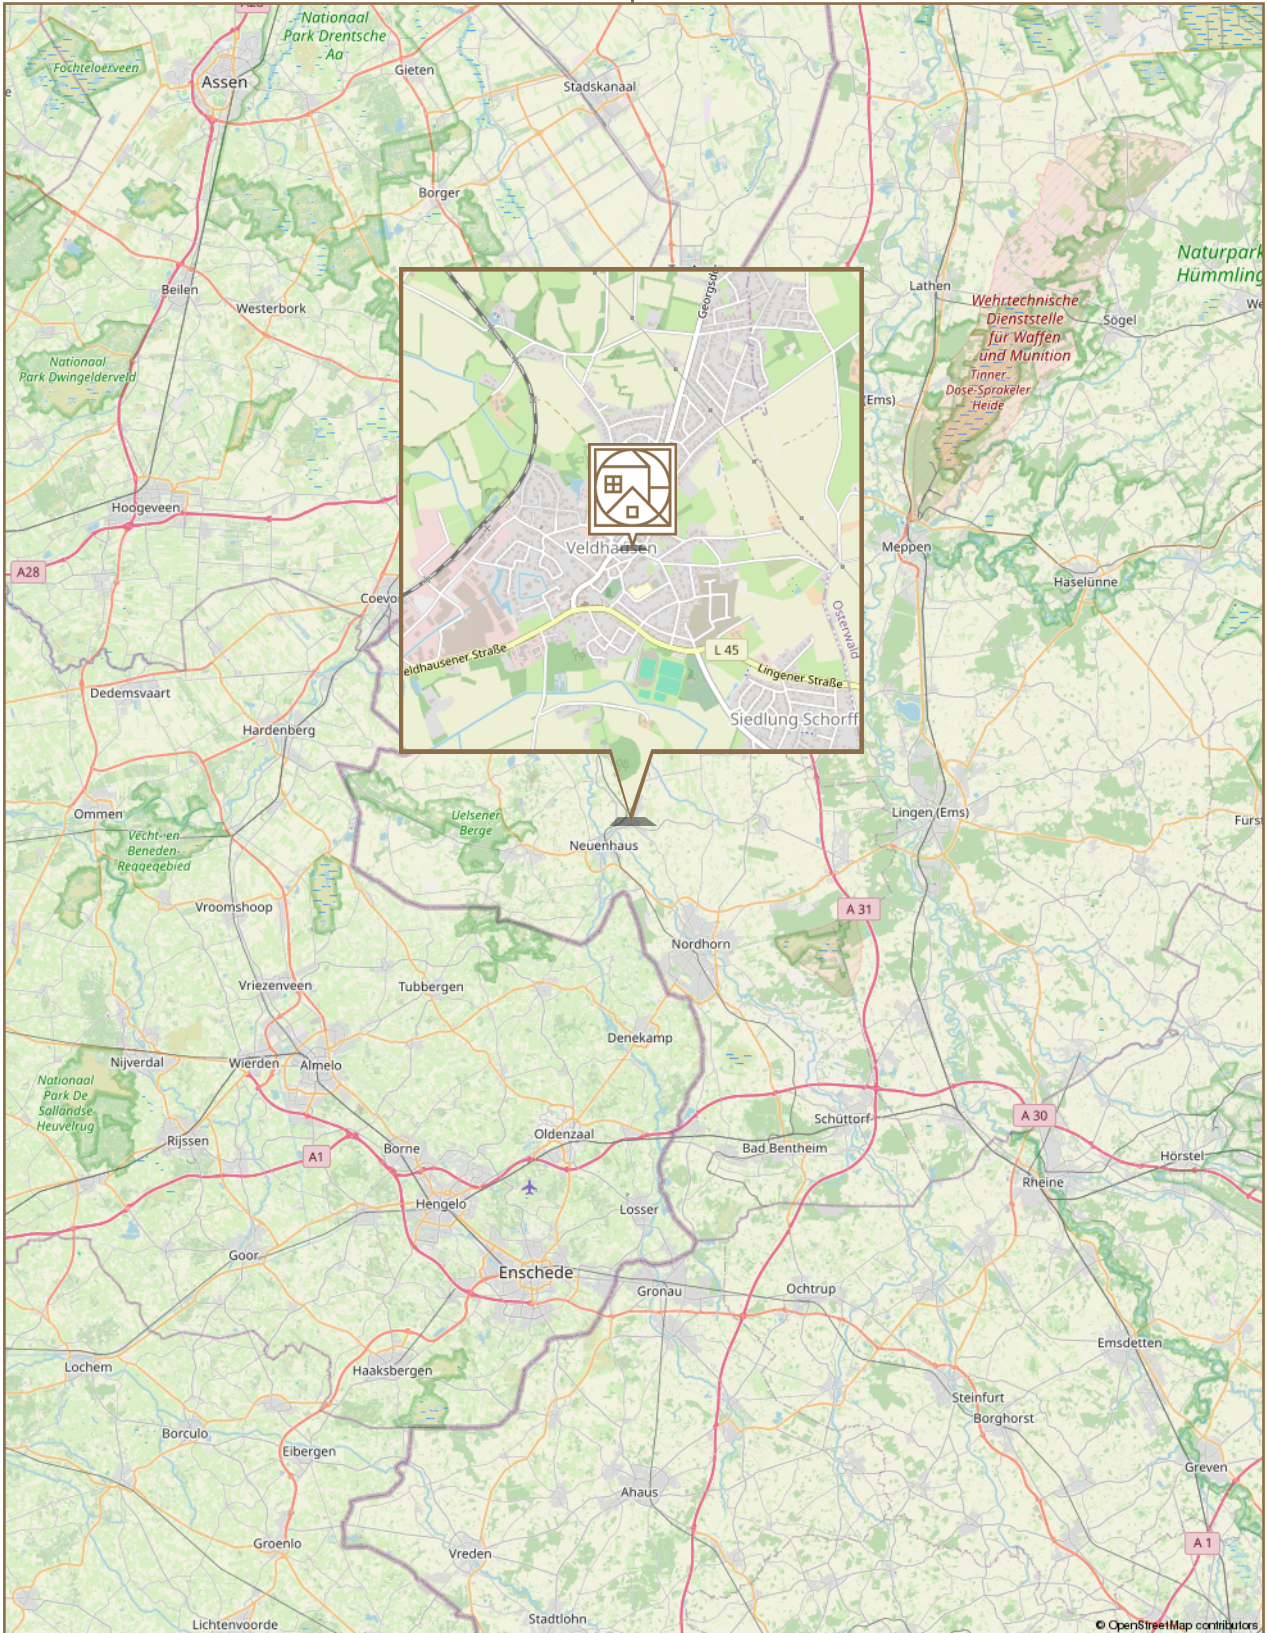 A28
Nationaal
Park Drentsche
Aa
Fochteloërveen
Assen
Gieten
Stadskanaal
Borger
Naturpark
Hümmling
Beilen
Westerbork
Lathen
Wehrtechnische
Dienststelle
für Waffen
und Munition
Sögel
We
Nationaal
Park Dwingelderveld
Tinner
Dose-Sprakeler
Heide
(Ems)
Georgsd
Hoogeveen
Veldhausen
Meppen
A28
Haselünne
Coevo
Osterwald
L 45
eldhausener Straße
Lingener Straße
Dedemsvaart
Siedlung Schorff
Hardenberg
Ommen
Uelsener
Berge
Lingen (Ems)
Fürst
Vecht- en
Beneden-
Reggegebied
Neuenhaus
Vroomshoop
A 31
Nordhorn
Vriezenveen
Tubbergen
Denekamp
Nijverdal
Wierden
Almelo
Nationaal
Park De
Sallandse
Heuvelrug
Schüttorf
A 30
Rijssen
Oldenzaal
A1
Borne
Bad Bentheim
Hörstel
Rheine
Hengelo
Losser
Goor
Enschede
Gronau
Ochtrup
Emsdetten
Lochem
Haaksbergen
Steinfurt
Borghorst
Borculo
Eibergen
Greven
Ahaus
Groenlo
Vreden
A 1
Stadtlohn
Lichtenvoorde
© OpenStreetMap contributors